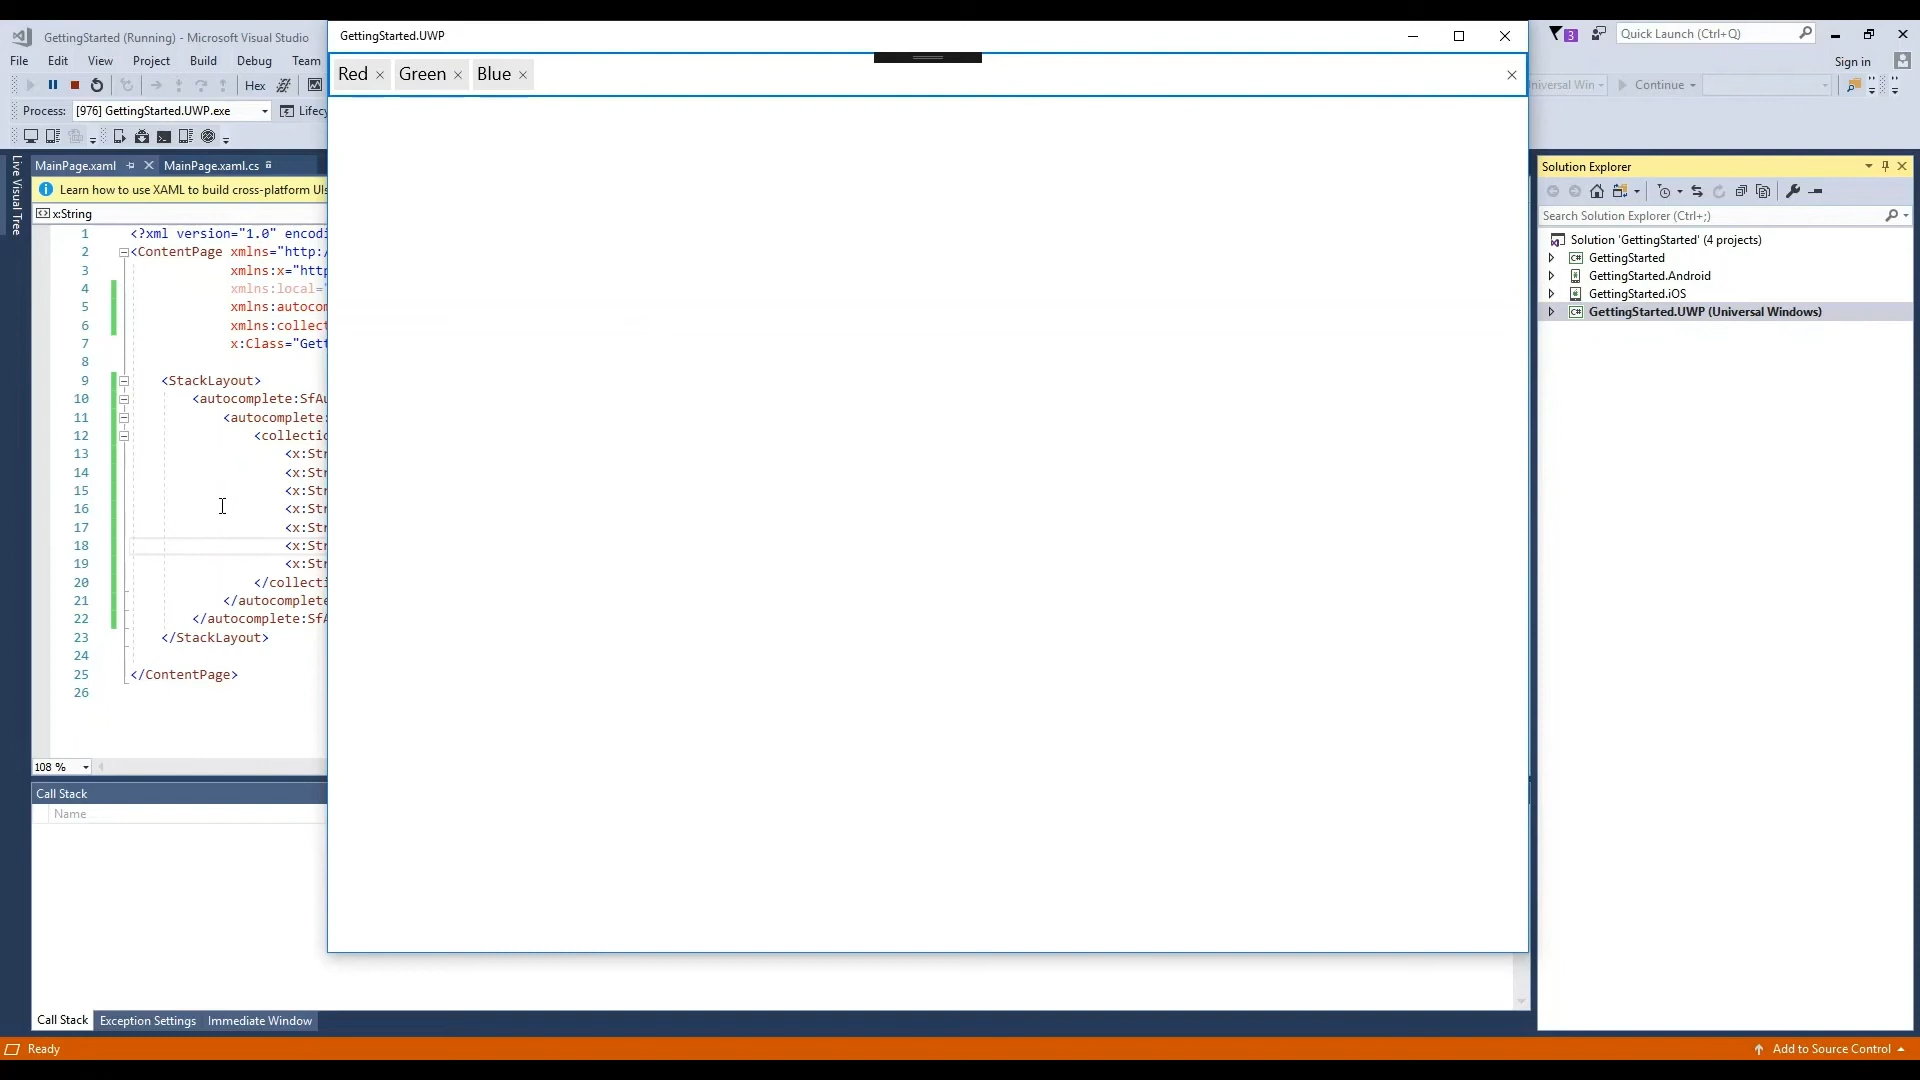 GettingStarted (Running) - Microsoft Visual Studio
GettingStarted.UWP
3
Quick Launch (Ctrl+Q)
File Edit View Project Build Debug Team
Sign in
Red × Green × Blue ×
Hex
Continue
Process: [976] GettingStarted.UWP.exe
Lifecy
MainPage.xaml
MainPage.xaml.cs
Live Visual Tree
Learn how to use XAML to build cross-platform UIs
x:String
1 <?xml version="1.0" encodi
2 <ContentPage xmlns="http:/
3 xmlns:x="http
4 xmlns:local="
5 xmlns:autocom
6 xmlns:collect
7 x:Class="Gett
8
9 <StackLayout>
10 <autocomplete:SfAu
11 <autocomplete:
12 <collectio
13 <x:Str
14 <x:Str
15 <x:Str
16 <x:Str
17 <x:Str
18 <x:Str
19 <x:Str
20 </collecti
21 </autocomplete
22 </autocomplete:SfA
23 </StackLayout>
24
25 </ContentPage>
26
108 %
Call Stack
Name
Call Stack Exception Settings Immediate Window
Solution Explorer
Search Solution Explorer (Ctrl+;)
Solution 'GettingStarted' (4 projects)
C# GettingStarted
GettingStarted.Android
GettingStarted.iOS
C# GettingStarted.UWP (Universal Windows)
Ready
Add to Source Control